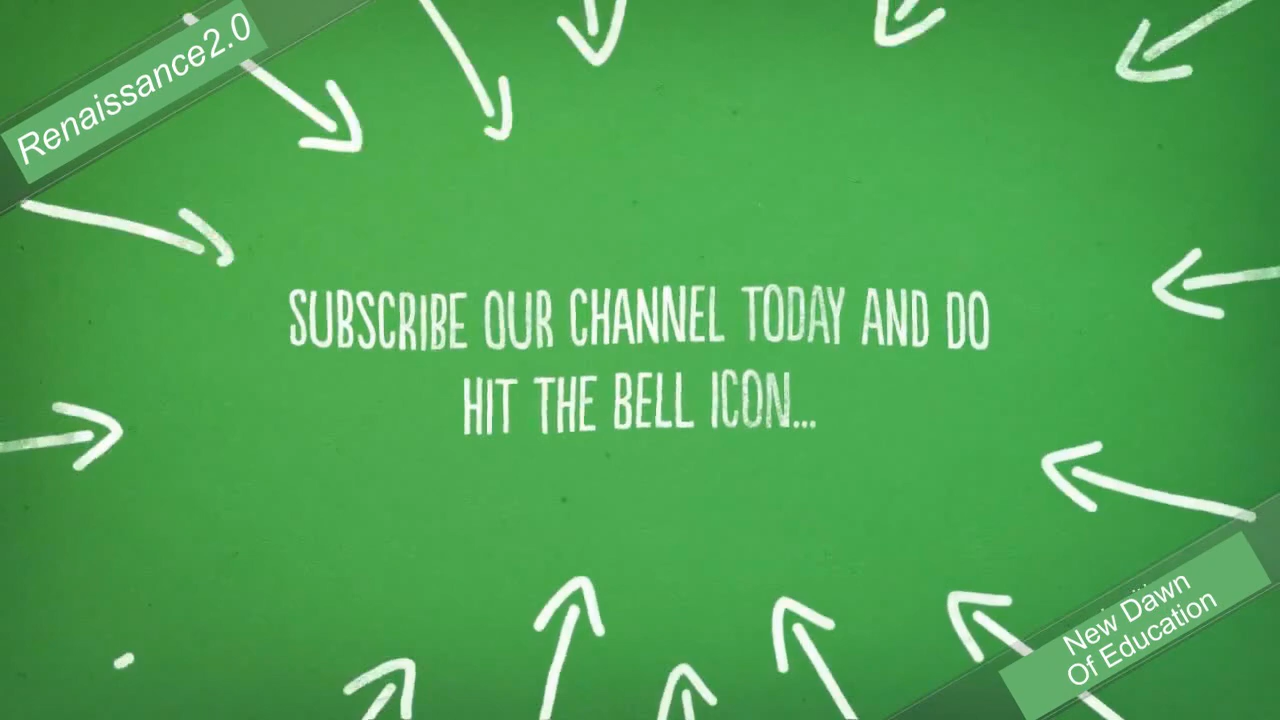 Renaissance2.0
SUBSCRIBE OUR CHANNEL TODAY AND DO
HIT THE BELL ICON...
New Dawn
Of Education